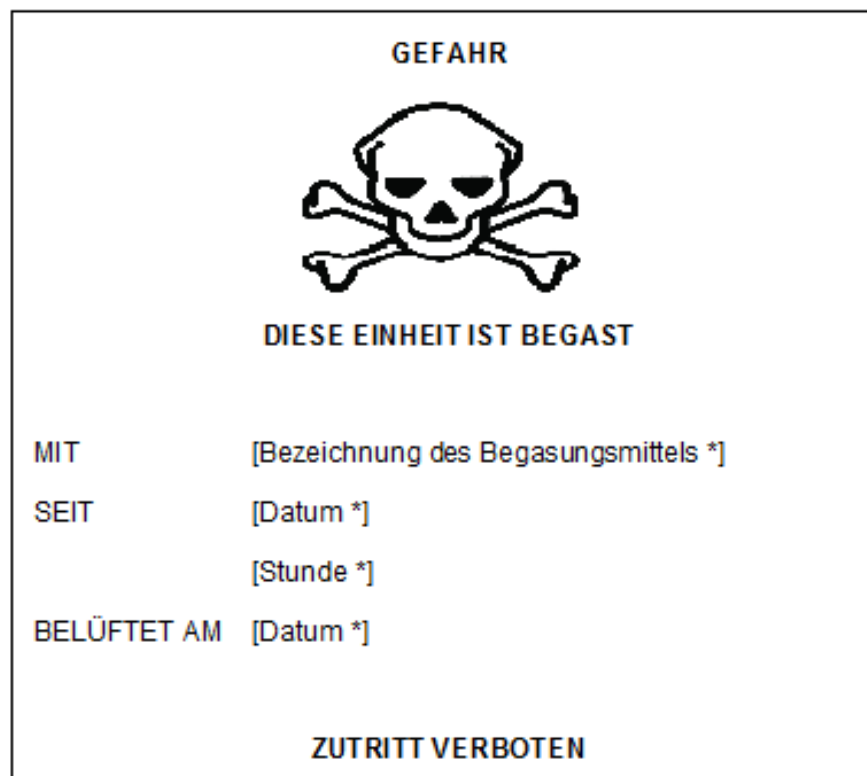 GEFAHR
DIESE EINHEIT IST BEGAST
MIT [Bezeichnung des Begasungsmittels *]
SEIT [Datum *]
[Stunde *]
BELÜFTET AM [Datum *]
ZUTRITT VERBOTEN